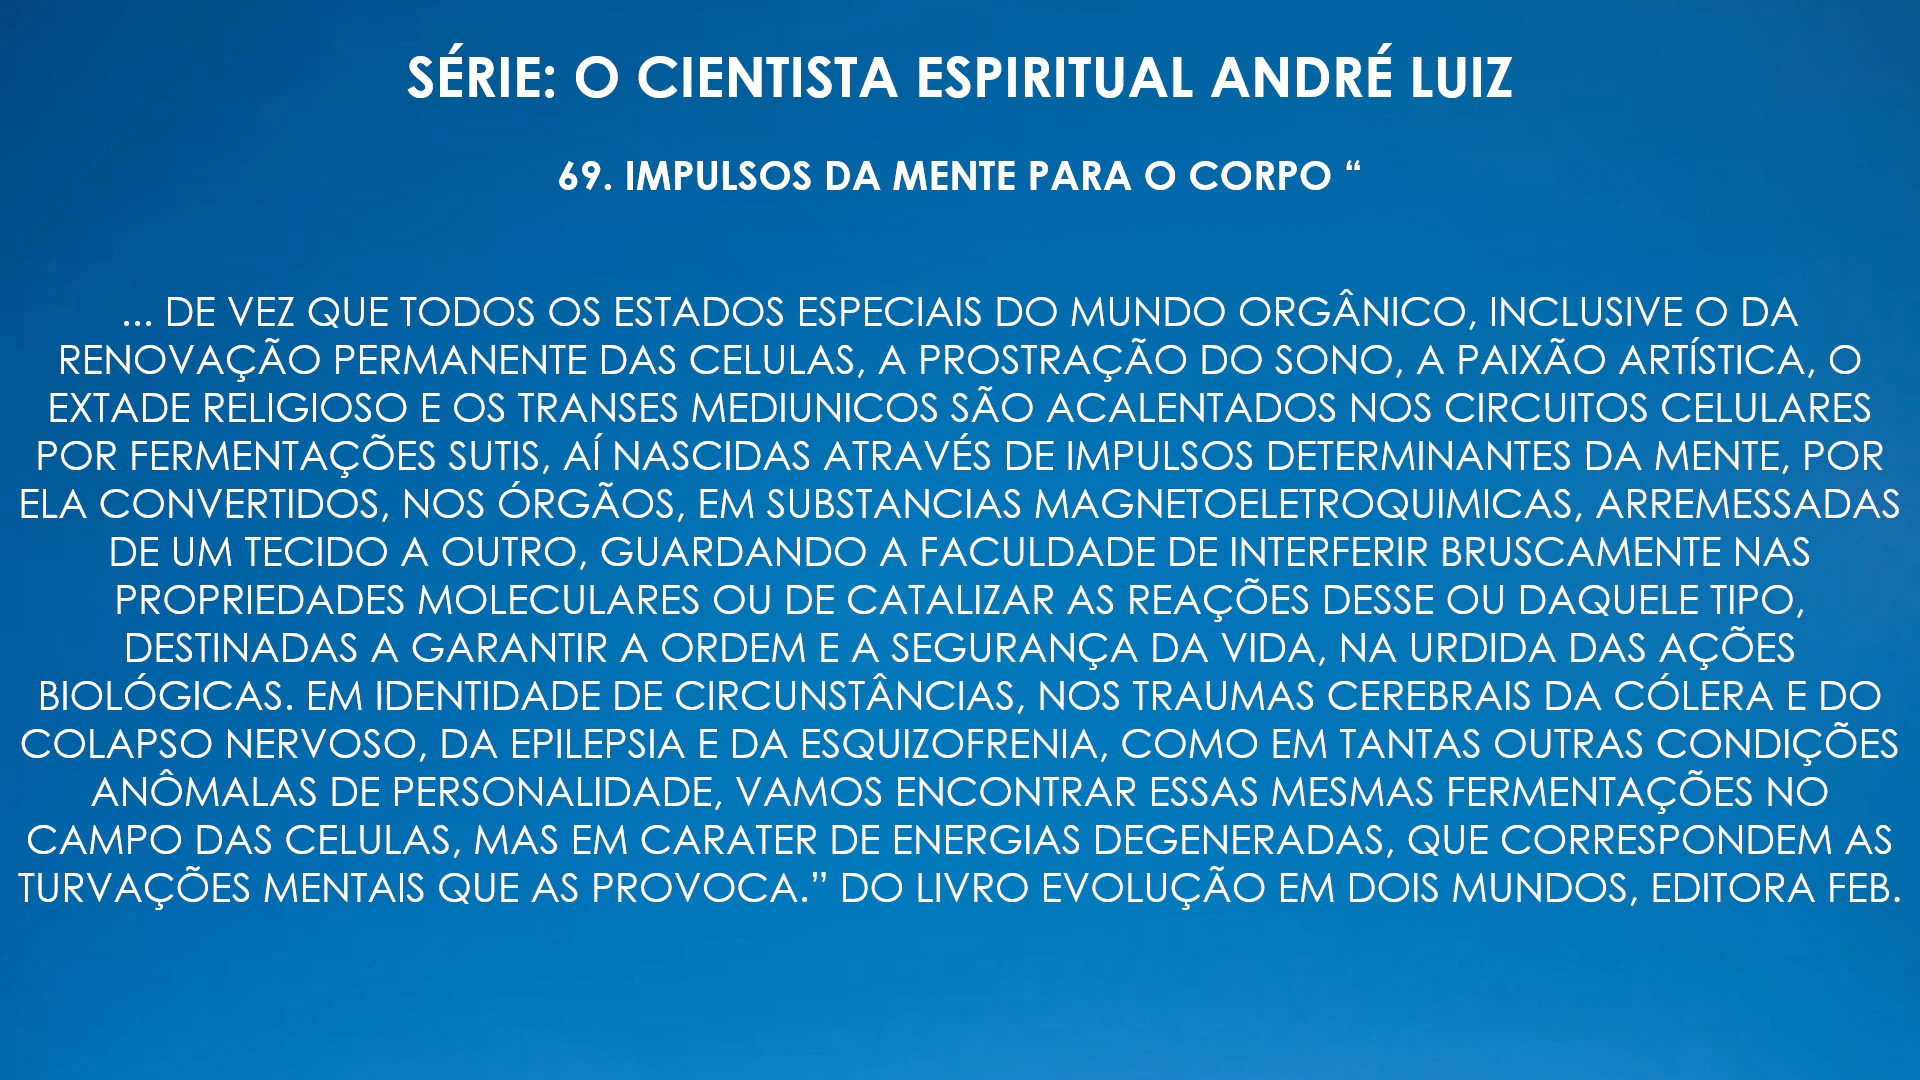 SÉRIE: O CIENTISTA ESPIRITUAL ANDRÉ LUIZ
69. IMPULSOS DA MENTE PARA O CORPO “
... DE VEZ QUE TODOS OS ESTADOS ESPECIAIS DO MUNDO ORGÂNICO, INCLUSIVE O DA
RENOVAÇÃO PERMANENTE DAS CELULAS, A PROSTRAÇÃO DO SONO, A PAIXÃO ARTÍSTICA, O
EXTADE RELIGIOSO E OS TRANSES MEDIUNICOS SÃO ACALENTADOS NOS CIRCUITOS CELULARES
POR FERMENTAÇÕES SUTIS, AÍ NASCIDAS ATRAVÉS DE IMPULSOS DETERMINANTES DA MENTE, POR
ELA CONVERTIDOS, NOS ÓRGÃOS, EM SUBSTANCIAS MAGNETOELETROQUIMICAS, ARREMESSADAS
DE UM TECIDO A OUTRO, GUARDANDO A FACULDADE DE INTERFERIR BRUSCAMENTE NAS
PROPRIEDADES MOLECULARES OU DE CATALIZAR AS REAÇÕES DESSE OU DAQUELE TIPO,
DESTINADAS A GARANTIR A ORDEM E A SEGURANÇA DA VIDA, NA URDIDA DAS AÇÕES
BIOLÓGICAS. EM IDENTIDADE DE CIRCUNSTÂNCIAS, NOS TRAUMAS CEREBRAIS DA CÓLERA E DO
COLAPSO NERVOSO, DA EPILEPSIA E DA ESQUIZOFRENIA, COMO EM TANTAS OUTRAS CONDIÇÕES
ANÔMALAS DE PERSONALIDADE, VAMOS ENCONTRAR ESSAS MESMAS FERMENTAÇÕES NO
CAMPO DAS CELULAS, MAS EM CARATER DE ENERGIAS DEGENERADAS, QUE CORRESPONDEM AS
TURVAÇÕES MENTAIS QUE AS PROVOCA.” DO LIVRO EVOLUÇÃO EM DOIS MUNDOS, EDITORA FEB.